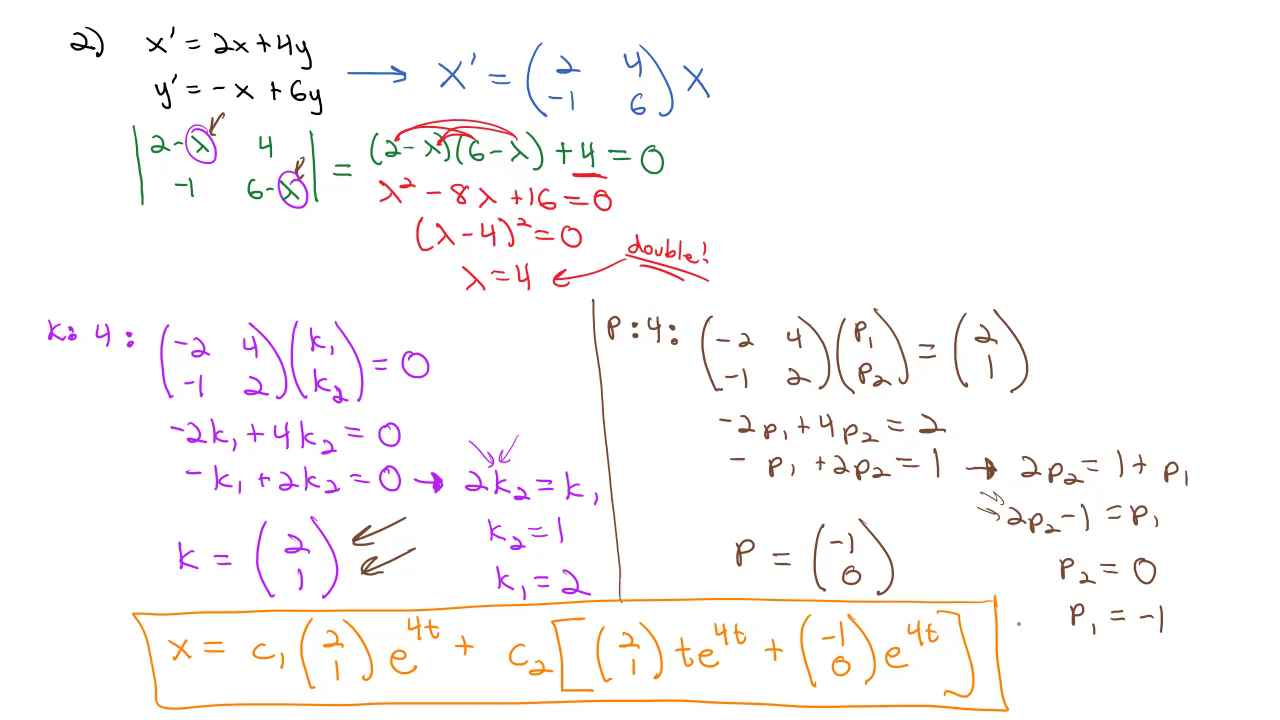 2) x' = 2x + 4y
y' = -x + 6y
→ X' = (2 4; -1 6) X
|2-λ 4; -1 6-λ| = (2-λ)(6-λ) + 4 = 0
λ² - 8λ + 16 = 0
(λ-4)² = 0
double!
λ = 4
K: 4: (-2 4; -1 2)(k₁; k₂) = 0
-2k₁ + 4k₂ = 0
-k₁ + 2k₂ = 0 → 2k₂ = k₁
k₂ = 1
k₁ = 2
K = (2; 1)
P: 4: (-2 4; -1 2)(p₁; p₂) = (2; 1)
-2p₁ + 4p₂ = 2
-p₁ + 2p₂ = 1 → 2p₂ = 1 + p₁
2p₂ - 1 = p₁
p₂ = 0
p₁ = -1
P = (-1; 0)
X = c₁ (2; 1) e^{4t} + c₂ [(2; 1) te^{4t} + (-1; 0) e^{4t}]